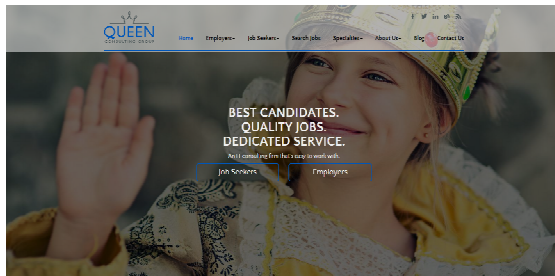 QUEEN
CONSULTING GROUP
Home Employers Job Seekers Search Jobs Specialties About Us Blog Contact Us
BEST CANDIDATES.
QUALITY JOBS.
DEDICATED SERVICE.
An IT consulting firm that's easy to work with.
Job Seekers Employers